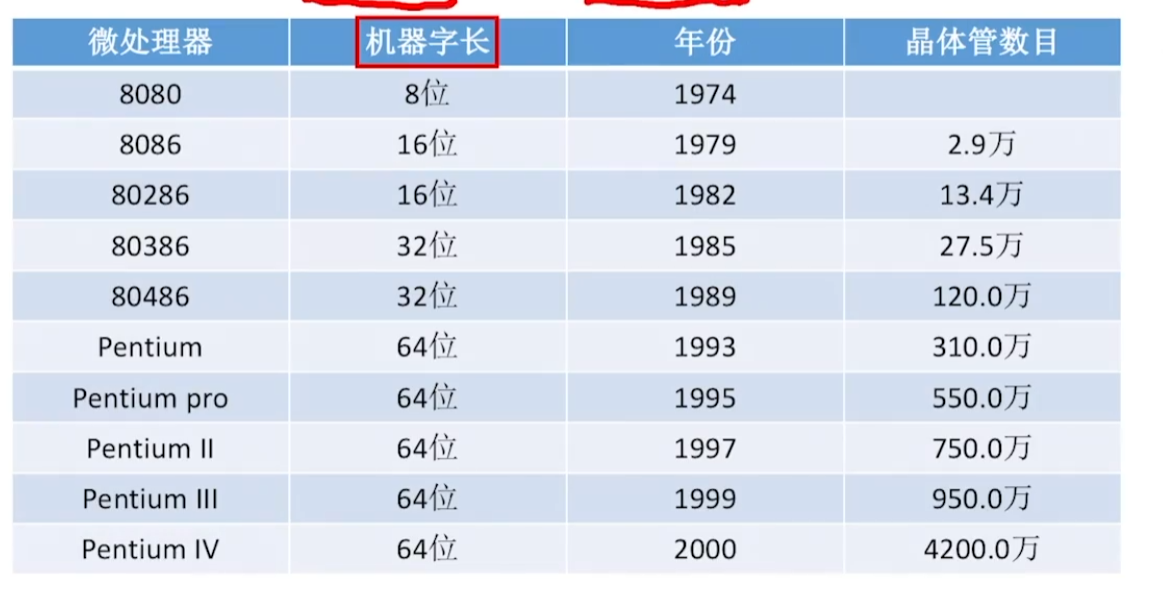 微处理器 机器字长 年份 晶体管数目
8080 8位 1974
8086 16位 1979 2.9万
80286 16位 1982 13.4万
80386 32位 1985 27.5万
80486 32位 1989 120.0万
Pentium 64位 1993 310.0万
Pentium pro 64位 1995 550.0万
Pentium II 64位 1997 750.0万
Pentium III 64位 1999 950.0万
Pentium IV 64位 2000 4200.0万